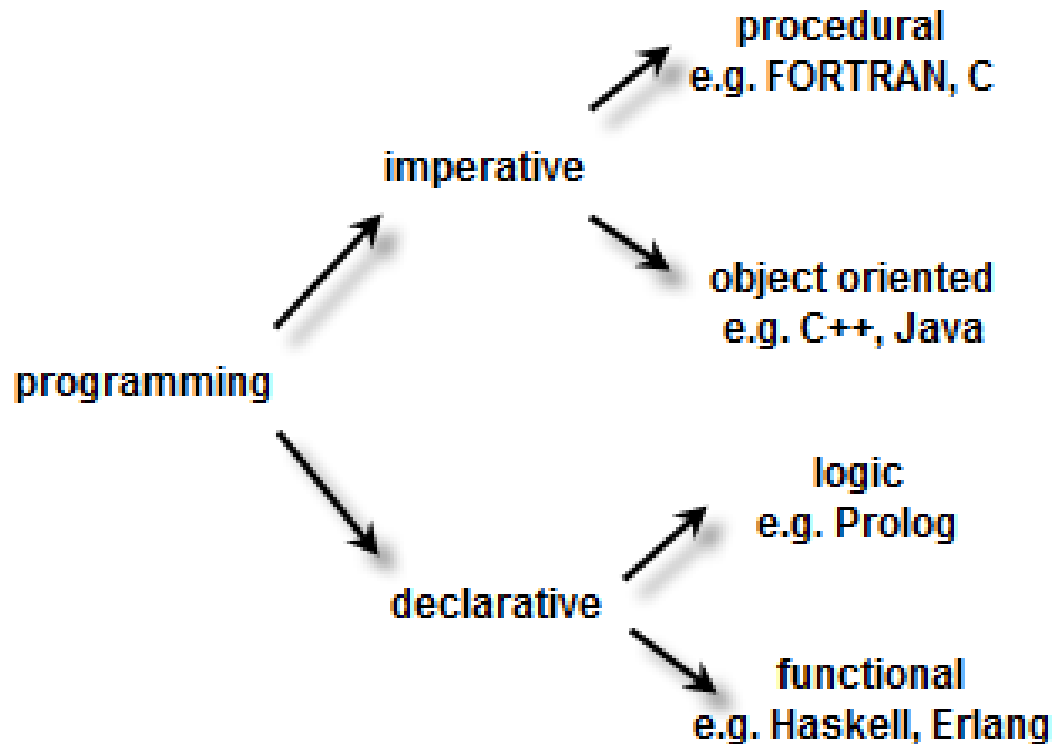 procedural
e.g. FORTRAN, C
imperative
object oriented
e.g. C++, Java
programming
logic
e.g. Prolog
declarative
functional
e.g. Haskell, Erlang